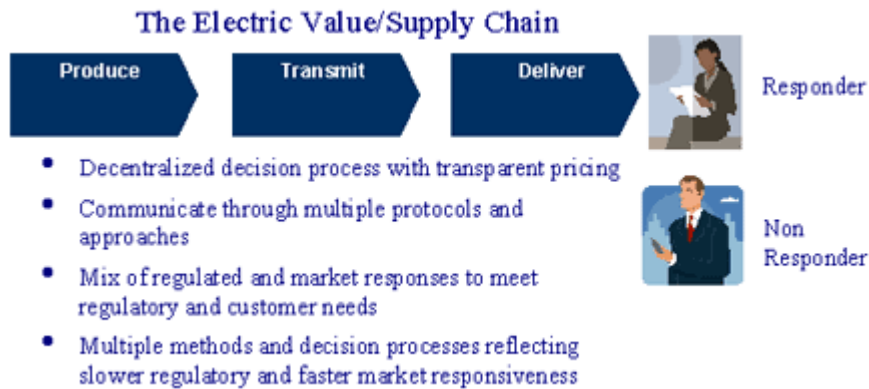 The Electric Value/Supply Chain
Produce
Transmit
Deliver
Responder
• Decentralized decision process with transparent pricing
• Communicate through multiple protocols and
approaches
Non
Responder
• Mix of regulated and market responses to meet
regulatory and customer needs
• Multiple methods and decision processes reflecting
slower regulatory and faster market responsiveness